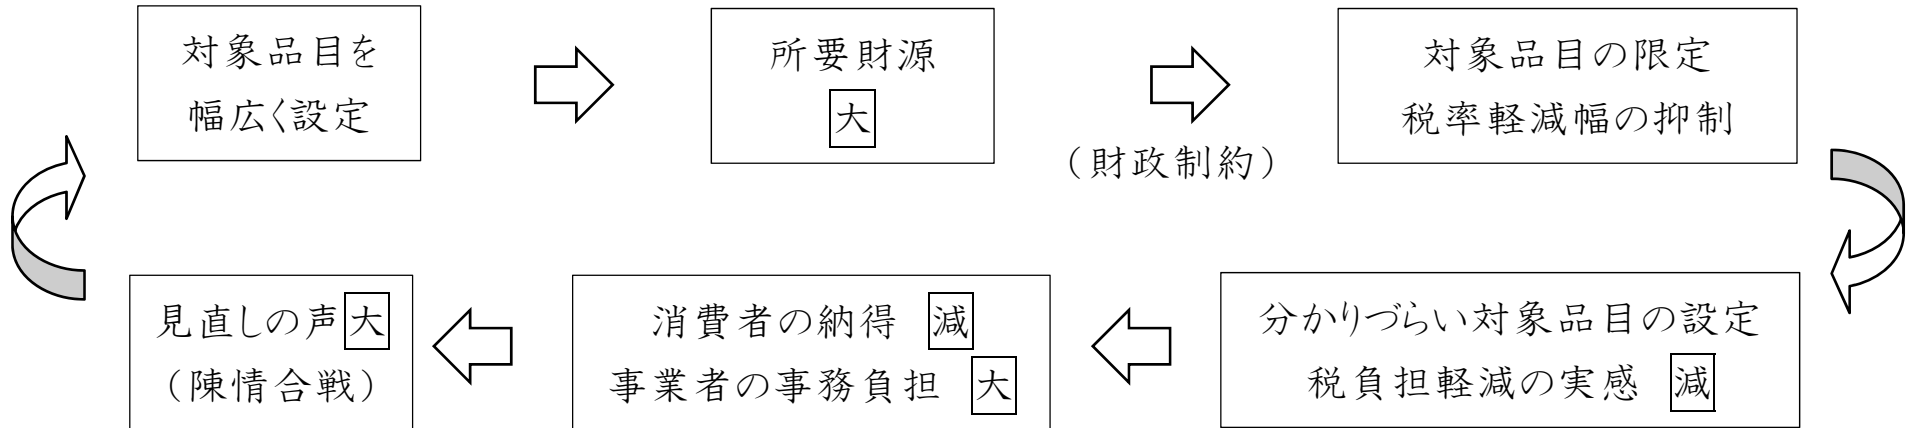 対象品目を
幅広く設定
所要財源
大
（財政制約）
対象品目の限定
税率軽減幅の抑制
分かりづらい対象品目の設定
税負担軽減の実感 減
消費者の納得 減
事業者の事務負担 大
見直しの声大
（陳情合戦）